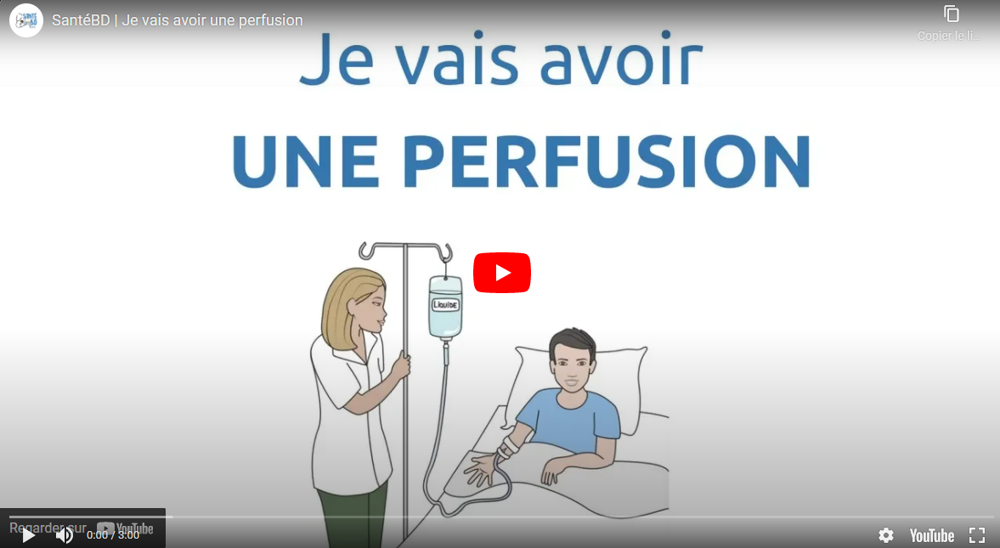 SantéBD | Je vais avoir une perfusion
Copier le li...
Je vais avoir
UNE PERFUSION
LIQUIDE
Regarder sur YouTube
0:00 / 3:00
YouTube